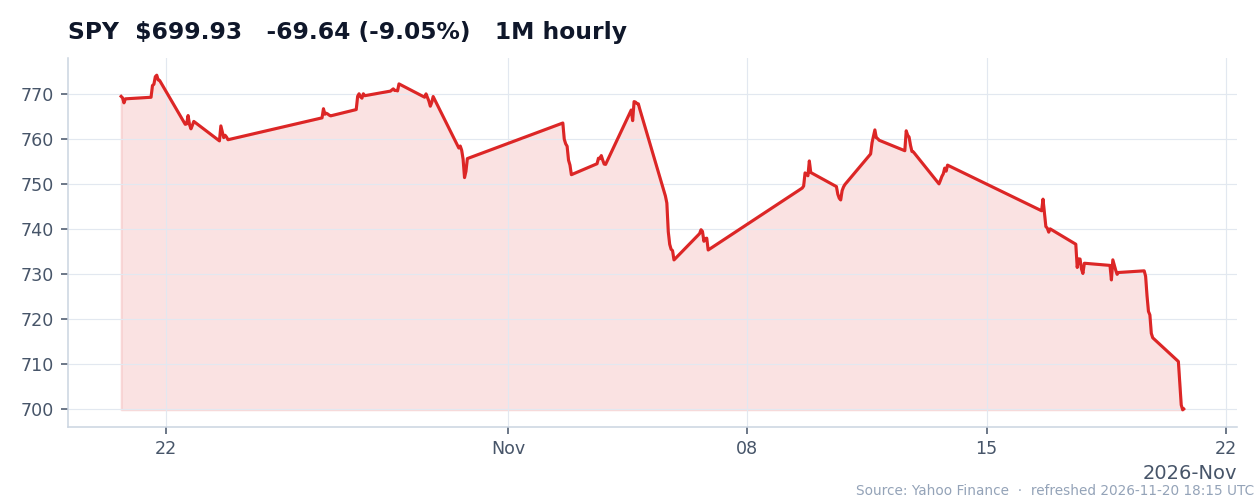 SPY $699.93 -69.64 (-9.05%) 1M hourly
770
760
750
740
730
720
710
700
22 Nov 08 15 22
2026-Nov
Source: Yahoo Finance · refreshed 2026-11-20 18:15 UTC